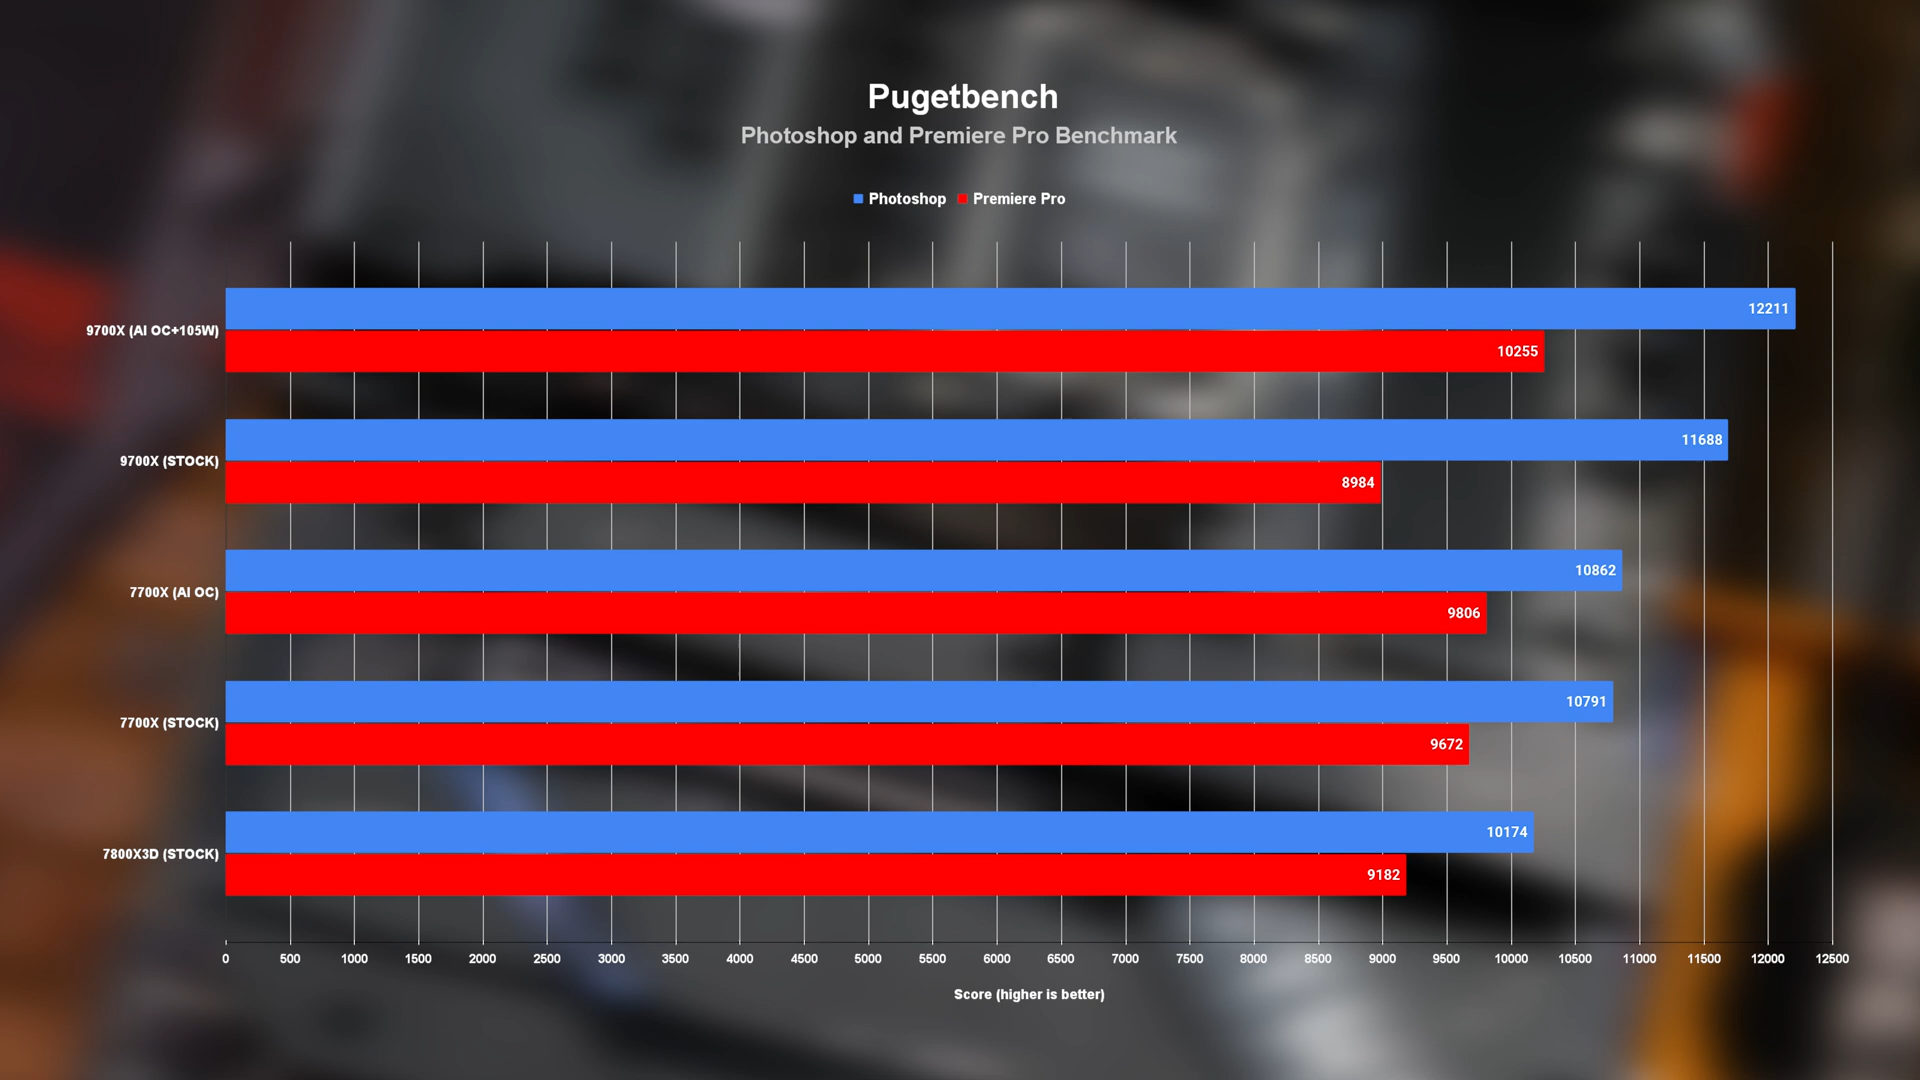 Pugetbench
Photoshop and Premiere Pro Benchmark
Photoshop Premiere Pro
9700X (AI OC+105W)
12211
10255
9700X (STOCK)
11688
8984
7700X (AI OC)
10862
9806
7700X (STOCK)
10791
9672
7800X3D (STOCK)
10174
9182
0 500 1000 1500 2000 2500 3000 3500 4000 4500 5000 5500 6000 6500 7000 7500 8000 8500 9000 9500 10000 10500 11000 11500 12000 12500
Score (higher is better)